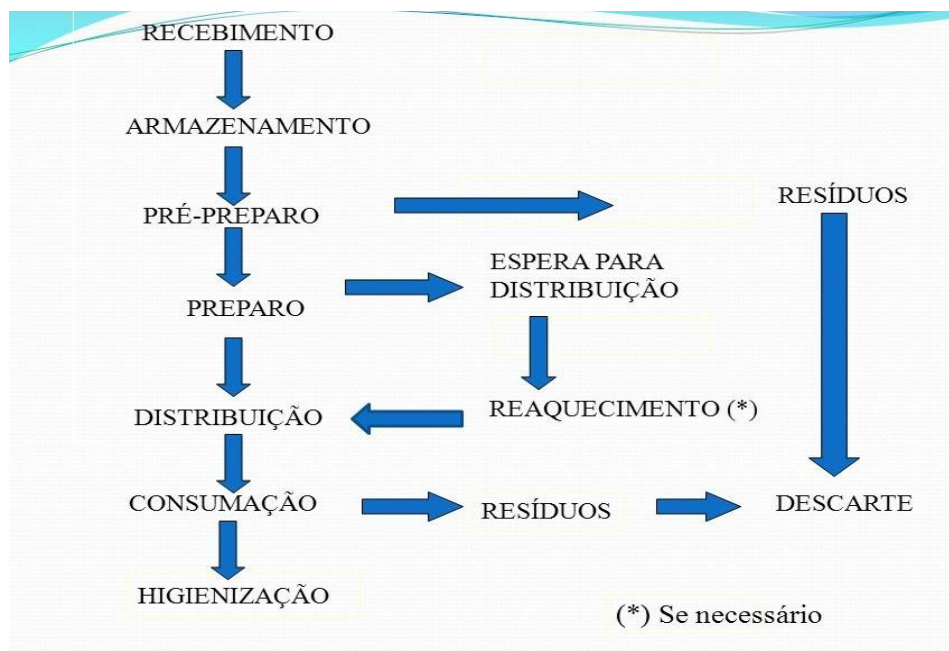 RECEBIMENTO
ARMAZENAMENTO
PRÉ-PREPARO
RESÍDUOS
ESPERA PARA
DISTRIBUIÇÃO
PREPARO
REAQUECIMENTO (*)
DISTRIBUIÇÃO
CONSUMAÇÃO
RESÍDUOS
DESCARTE
HIGIENIZAÇÃO
(*) Se necessário